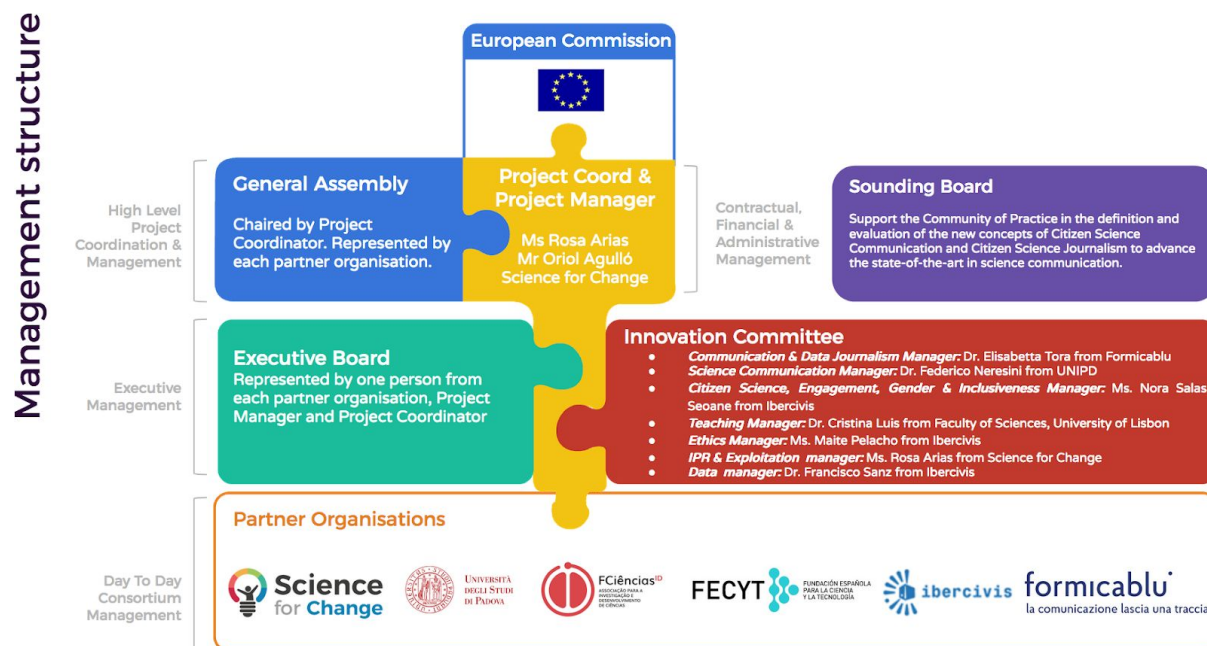 Management structure
European Commission
High Level
Project
Coordination &
Management
General Assembly
Chaired by Project
Coordinator. Represented by
each partner organisation.
Project Coord &
Project Manager
Ms Rosa Arias
Mr Oriol Agulló
Science for Change
Contractual,
Financial &
Administrative
Management
Sounding Board
Support the Community of Practice in the definition and
evaluation of the new concepts of Citizen Science
Communication and Citizen Science Journalism to advance
the state-of-the-art in science communication.
Executive
Management
Executive Board
Represented by one person from
each partner organisation, Project
Manager and Project Coordinator
Innovation Committee
● Communication & Data Journalism Manager: Dr. Elisabetta Tora from Formicablu
● Science Communication Manager: Dr. Federico Neresini from UNIPD
● Citizen Science, Engagement, Gender & Inclusiveness Manager: Ms. Nora Salas
Seoane from Ibercivis
● Teaching Manager: Dr. Cristina Luis from Faculty of Sciences, University of Lisbon
● Ethics Manager: Ms. Maite Pelacho from Ibercivis
● IPR & Exploitation manager: Ms. Rosa Arias from Science for Change
● Data manager: Dr. Francisco Sanz from Ibercivis
Day To Day
Consortium
Management
Partner Organisations
Science
for Change
UNIVERSITÀ
DEGLI STUDI
DI PADOVA
FCiências ID
ASSOCIAÇÃO PARA A
INVESTIGAÇÃO E
DESENVOLVIMENTO
DE CIÊNCIAS
FECYT
FUNDACIÓN ESPAÑOLA
PARA LA CIENCIA
Y LA TECNOLOGÍA
ibercivis
formicablu
la comunicazione lascia una traccia